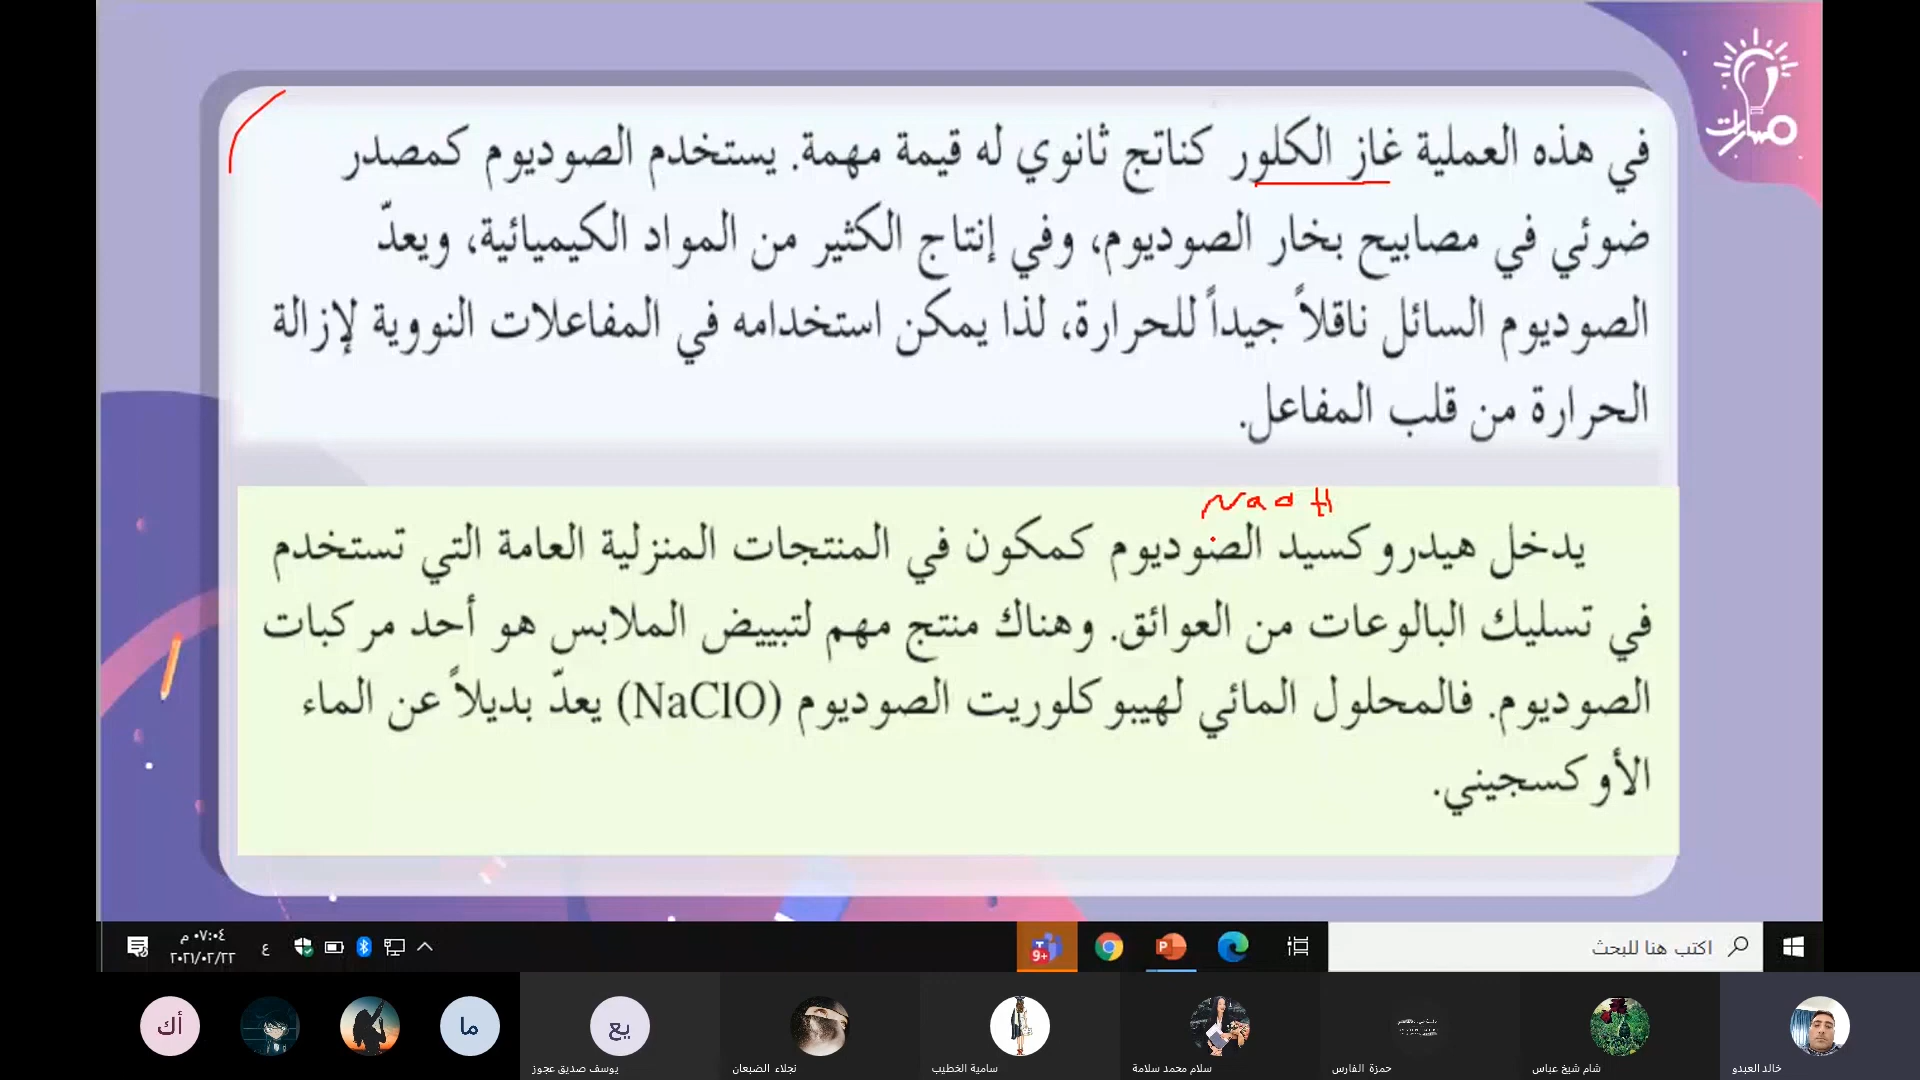 مسارات
في هذه العملية غاز الكلور كناتج ثانوي له قيمة مهمة. يستخدم الصوديوم كمصدر
ضوئي في مصابيح بخار الصوديوم، وفي إنتاج الكثير من المواد الكيميائية، ويعدّ
الصوديوم السائل ناقلاً جيداً للحرارة، لذا يمكن استخدامه في المفاعلات النووية لإزالة
الحرارة من قلب المفاعل.
NaoH
يدخل هيدروكسيد الصوديوم كمكون في المنتجات المنزلية العامة التي تستخدم
في تسليك البالوعات من العوائق. وهناك منتج مهم لتبييض الملابس هو أحد مركبات
الصوديوم. فالمحلول المائي لهيبوكلوريت الصوديوم (NaClO) يعدّ بديلاً عن الماء
الأوكسجيني.
اكتب هنا للبحث
9+
ع
٠٧:٠٤ م
٢٠٢١/٠٢/٢٢
خالد العبدو
شام شيخ عباس
حمزة الفارس
سلام محمد سلامة
سامية الخطيب
نجلاء الضبعان
يع
يوسف صديق عجوز
ما
أك